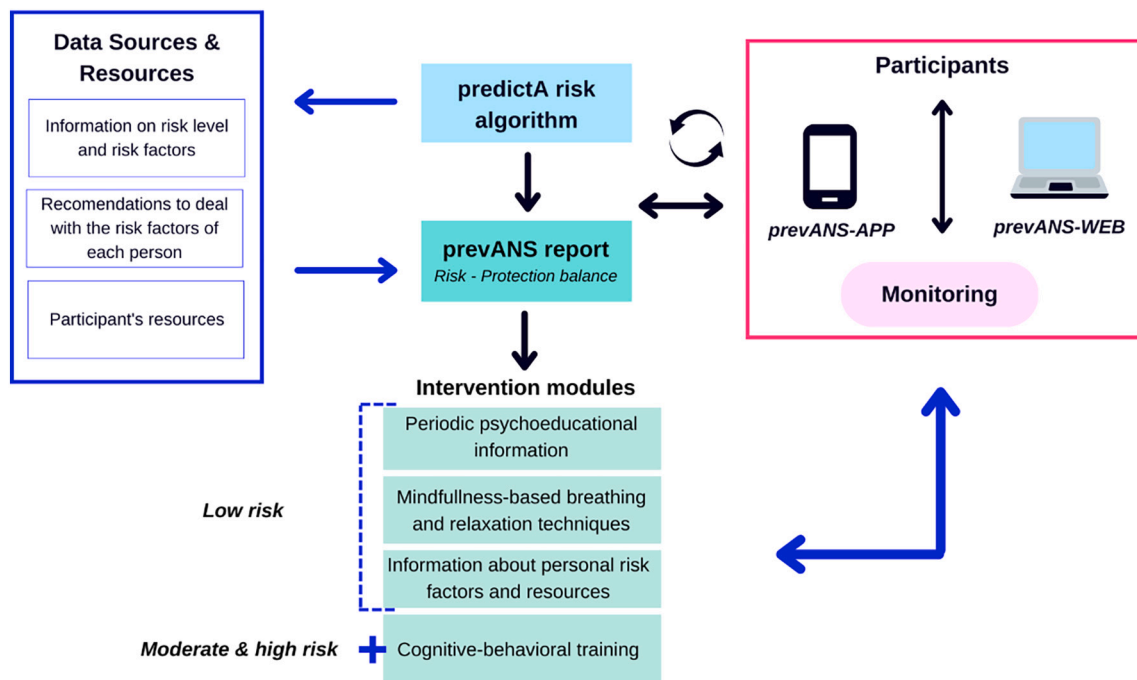 Data Sources &
Resources
Information on risk level
and risk factors
Recomendations to deal
with the risk factors of
each person
Participant's resources
predictA risk
algorithm
prevANS report
Risk - Protection balance
Participants
prevANS-APP
prevANS-WEB
Monitoring
Intervention modules
Low risk
Periodic psychoeducational
information
Mindfullness-based breathing
and relaxation techniques
Information about personal risk
factors and resources
Moderate & high risk
+
Cognitive-behavioral training